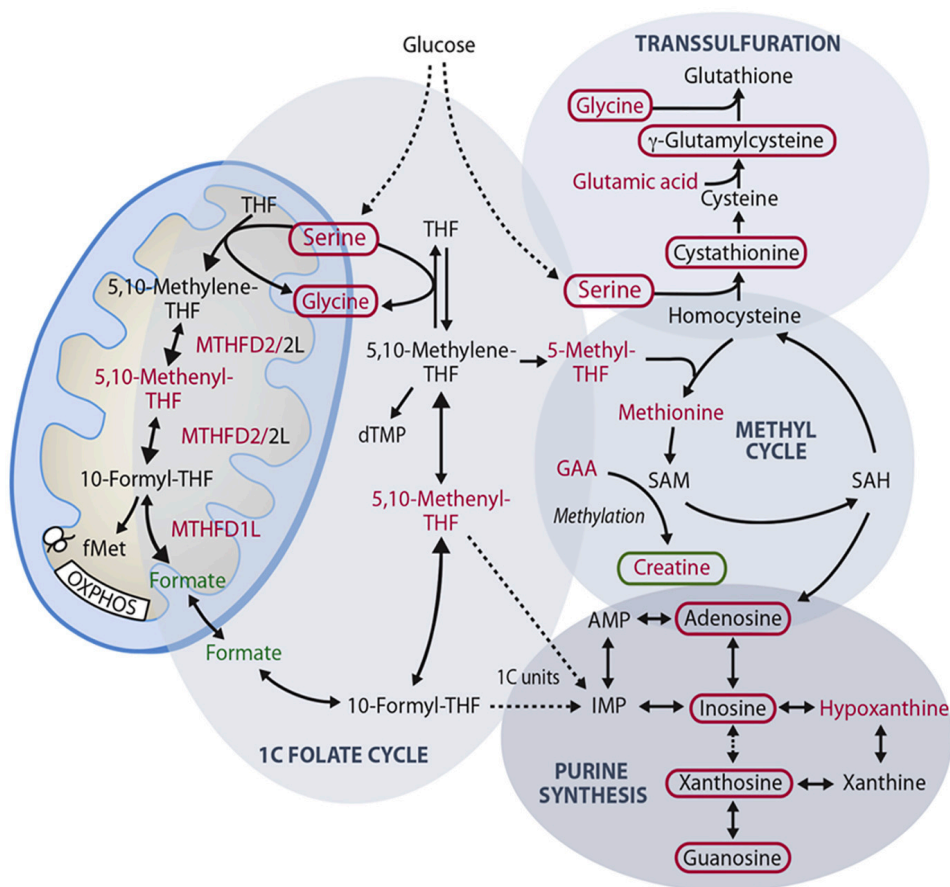 Glucose
TRANSSULFURATION
Glutathione
Glycine
γ-Glutamylcysteine
Glutamic acid
Cysteine
Cystathionine
Serine
Homocysteine
THF
Serine
Glycine
THF
5,10-Methylene-
THF
MTHFD2/2L
5,10-Methenyl-
THF
MTHFD2/2L
10-Formyl-THF
MTHFD1L
fMet
OXPHOS
Formate
Formate
5,10-Methylene-
THF
dTMP
5,10-Methenyl-
THF
10-Formyl-THF
1C units
1C FOLATE CYCLE
5-Methyl-
THF
Methionine
METHYL
CYCLE
GAA
SAM
SAH
Methylation
Creatine
AMP
Adenosine
IMP
Inosine
Hypoxanthine
PURINE
SYNTHESIS
Xanthosine
Xanthine
Guanosine